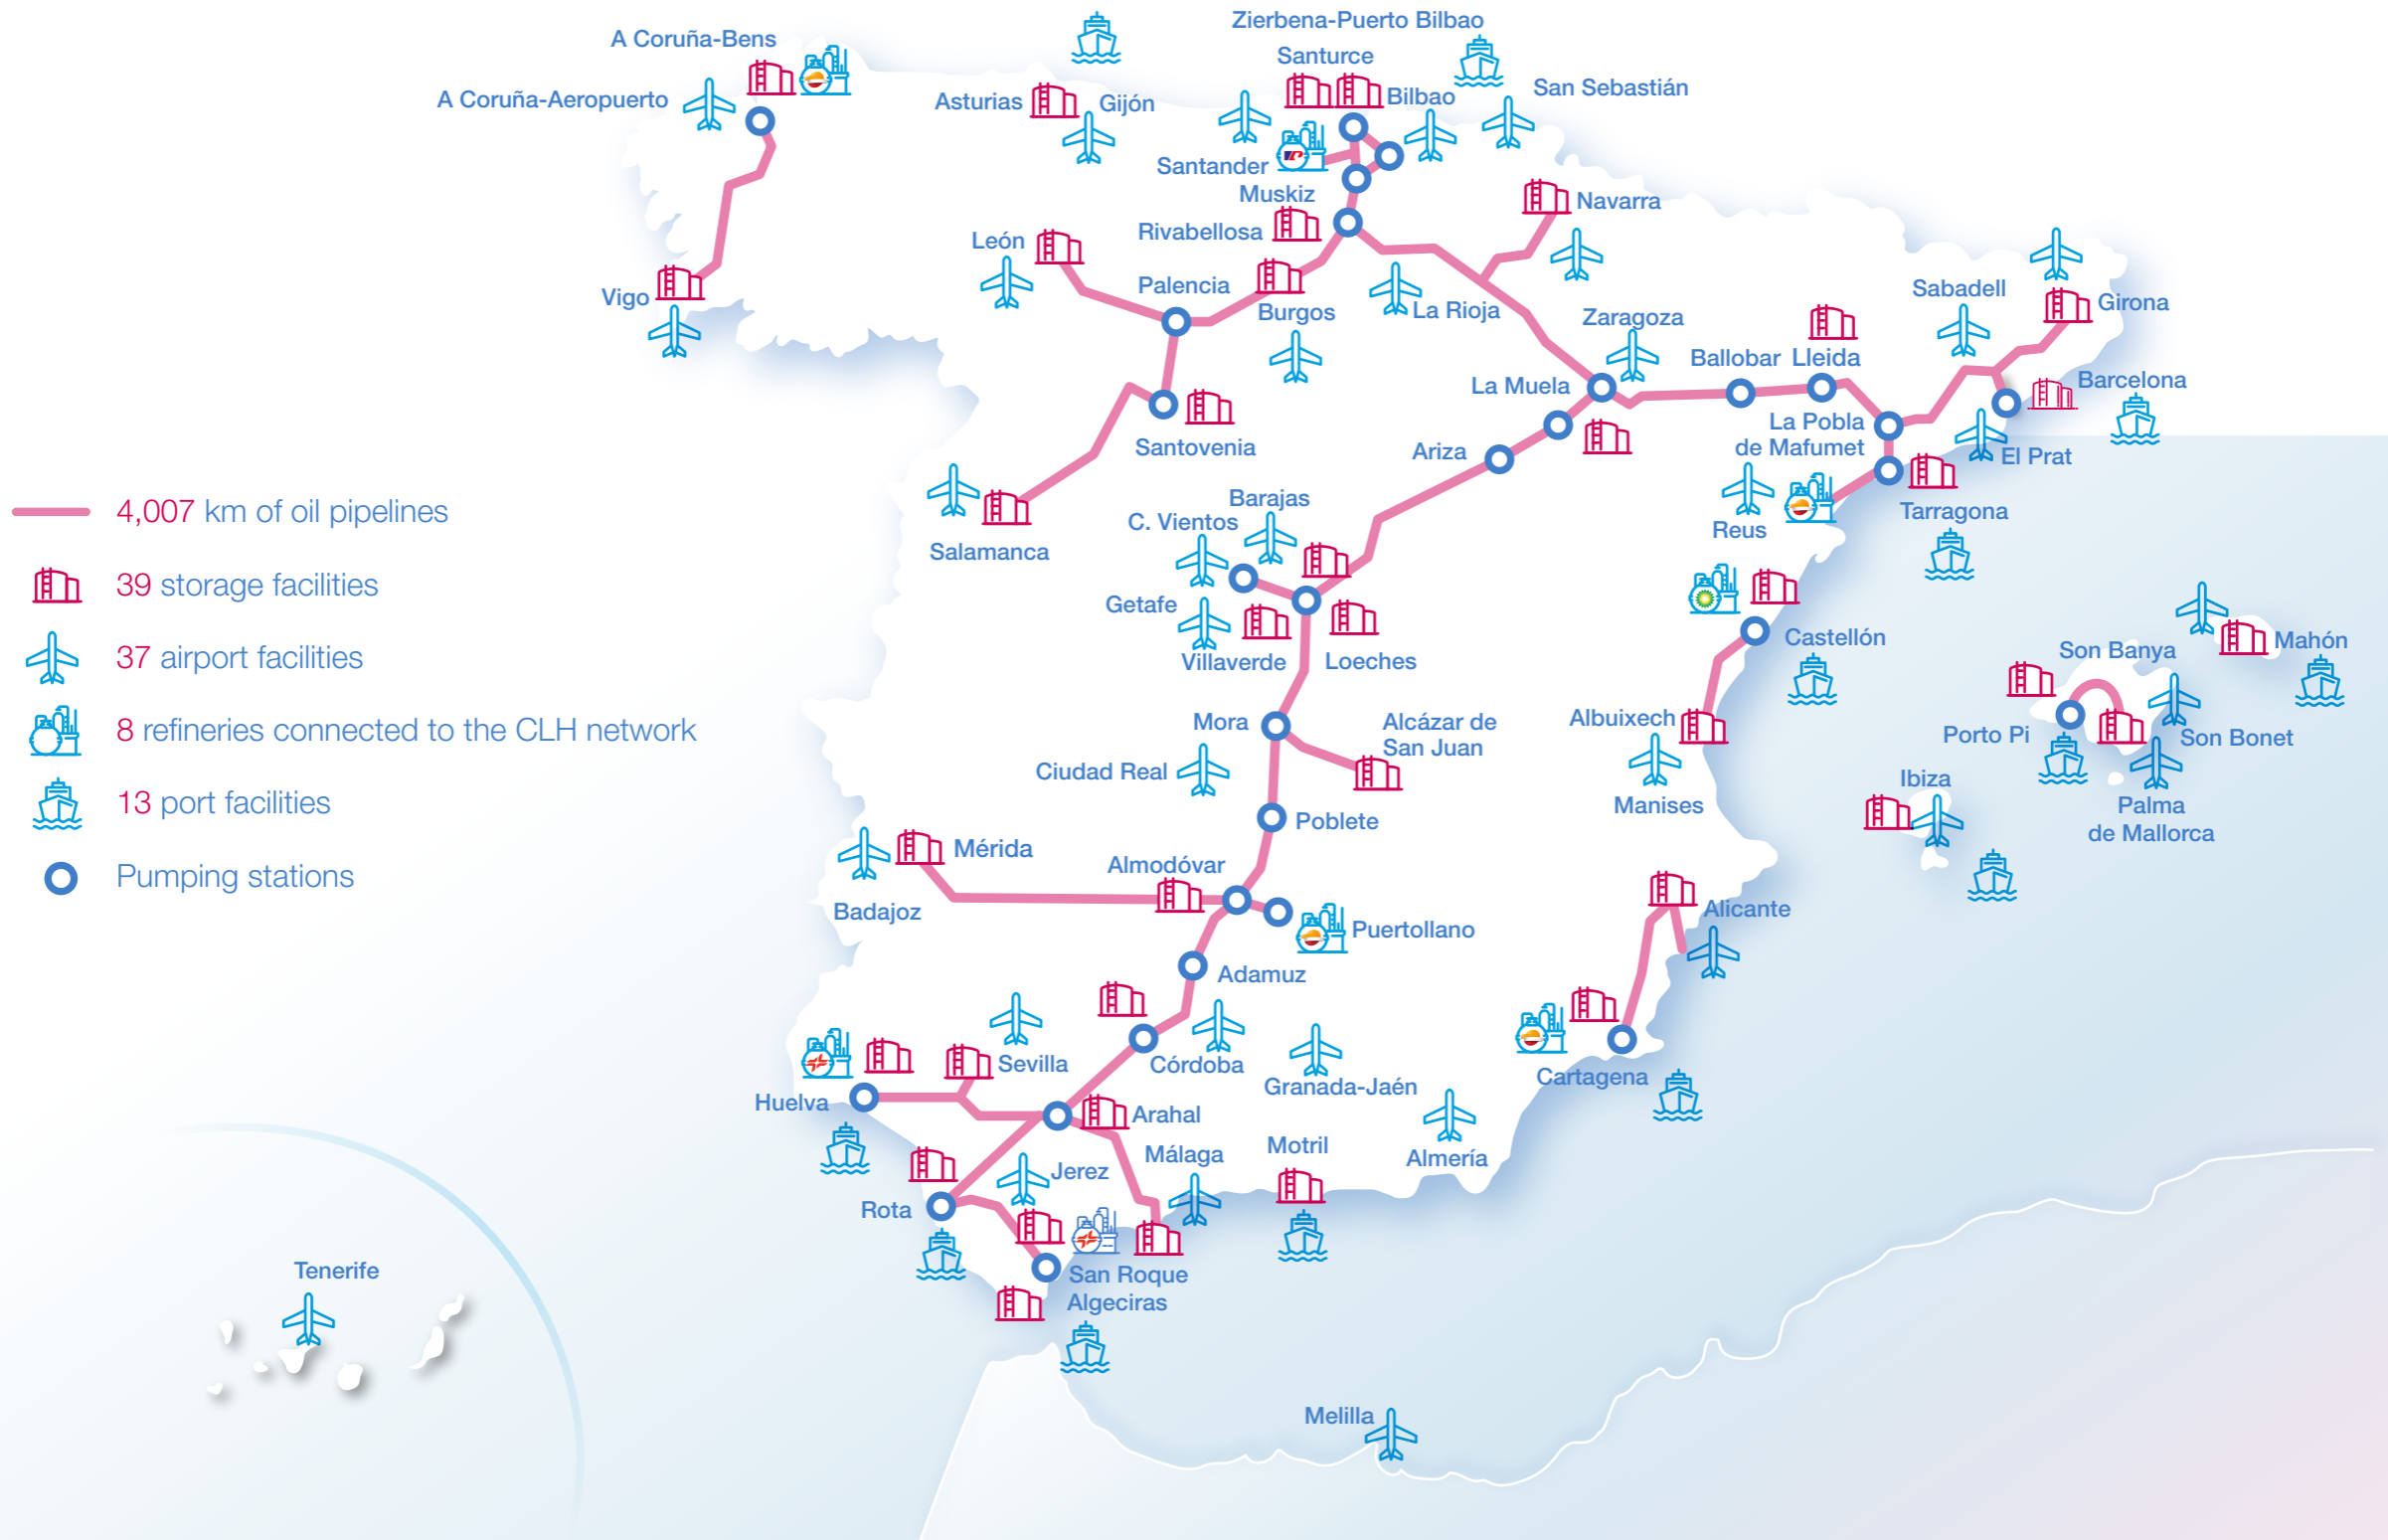 Zierbena-Puerto Bilbao
A Coruña-Bens
Santurce
A Coruña-Aeropuerto
Asturias
Gijón
Bilbao
San Sebastián
Santander
Muskiz
Navarra
Rivabellosa
León
Palencia
Vigo
Burgos
La Rioja
Zaragoza
Sabadell
Girona
Ballobar
Lleida
La Muela
Barcelona
La Pobla
de Mafumet
Santovenia
Ariza
El Prat
4,007 km of oil pipelines
Barajas
C. Vientos
Reus
Tarragona
Salamanca
39 storage facilities
Getafe
Castellón
Villaverde
Loeches
37 airport facilities
Son Banya
Mahón
Mora
Alcázar de
San Juan
Albuixech
Porto Pi
Son Bonet
8 refineries connected to the CLH network
Ciudad Real
Manises
Ibiza
Palma
de Mallorca
13 port facilities
Poblete
Mérida
Almodóvar
Pumping stations
Badajoz
Puertollano
Alicante
Adamuz
Sevilla
Córdoba
Granada-Jaén
Cartagena
Huelva
Arahal
Málaga
Motril
Almería
Jerez
Rota
San Roque
Algeciras
Tenerife
Melilla